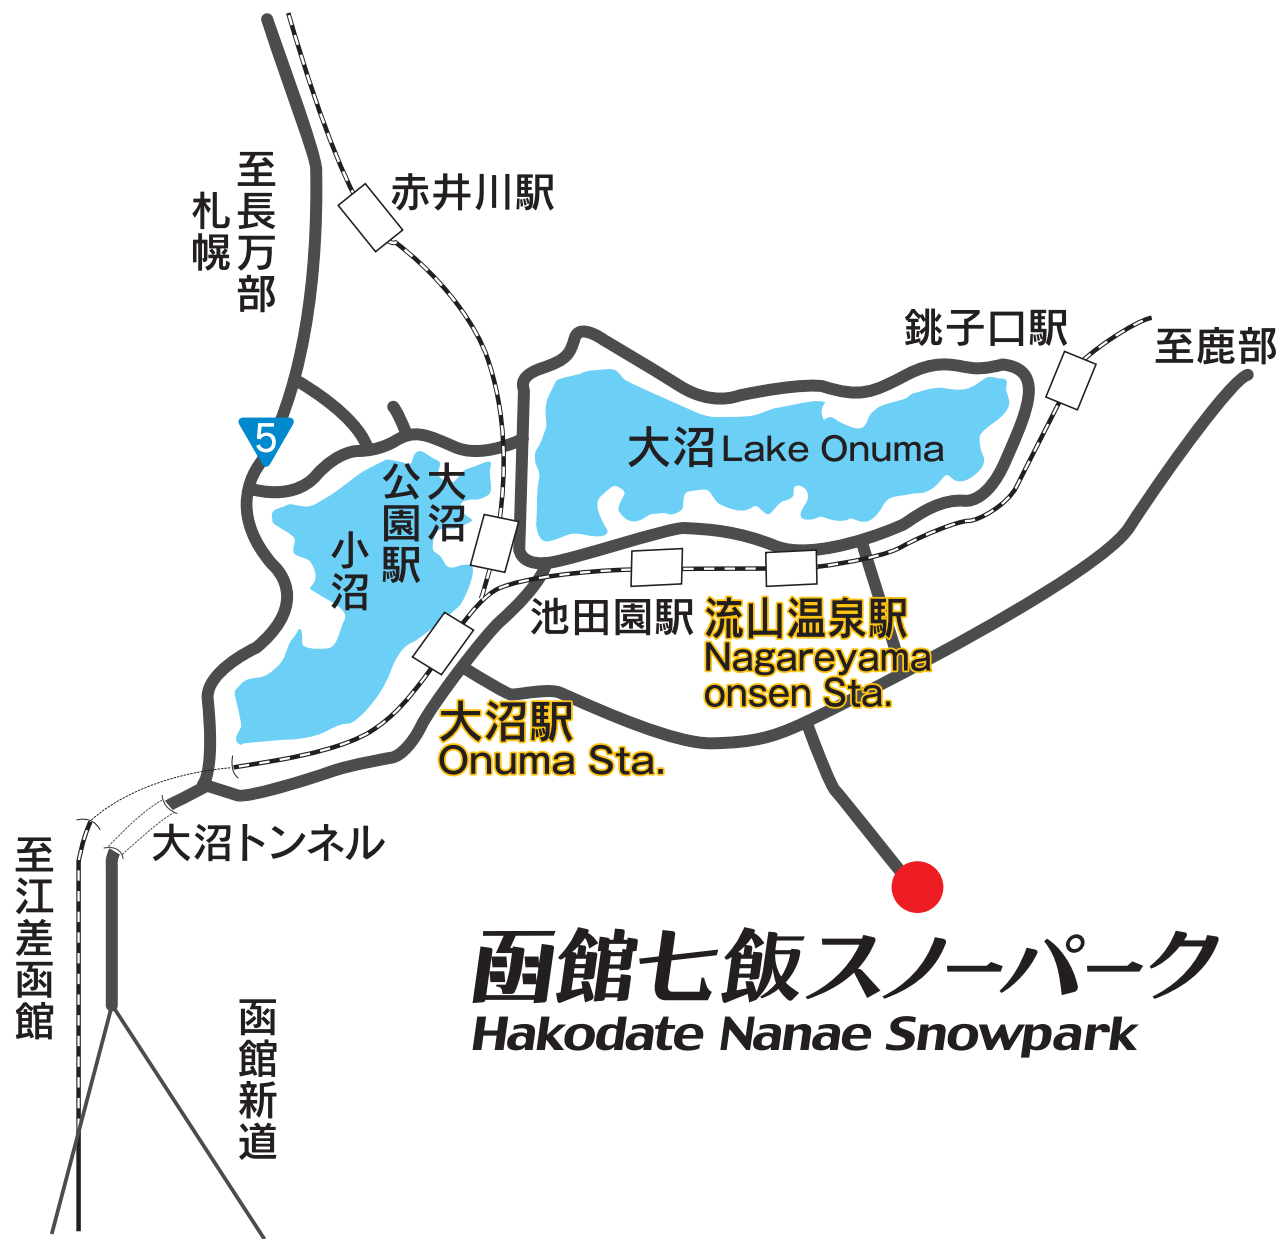 赤井川駅
至長万部
札幌
銚子口駅
至鹿部
5
大沼 Lake Onuma
大沼
公園駅
小沼
池田園駅
流山温泉駅
Nagareyama
onsen Sta.
大沼駅
Onuma Sta.
大沼トンネル
至江差函館
函館新道
函館七飯スノーパーク
Hakodate Nanae Snowpark